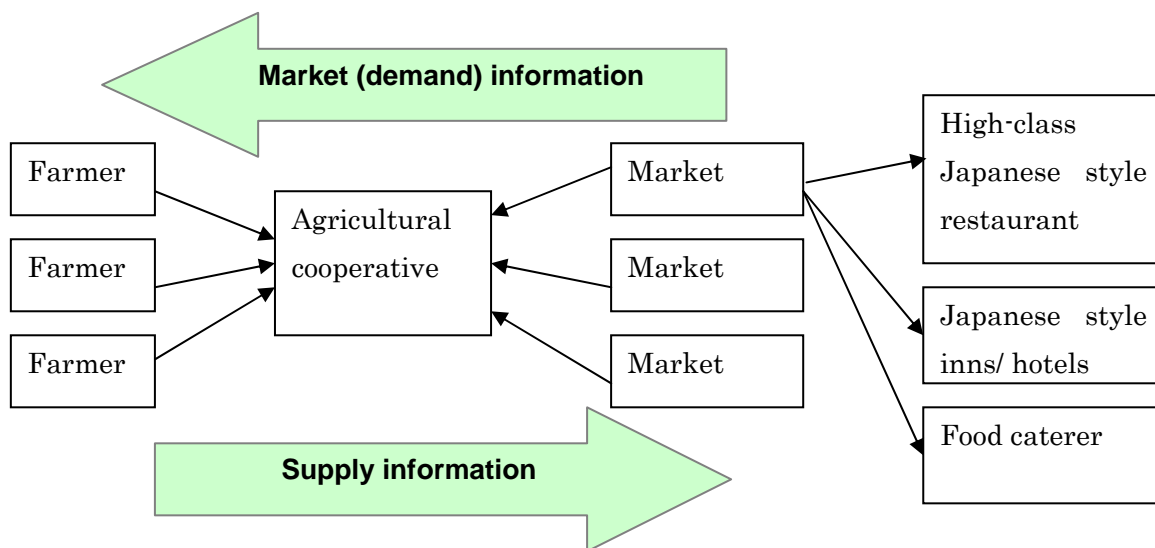 Market (demand) information
Farmer
Farmer
Farmer
Agricultural
cooperative
Market
Market
Market
High-class
Japanese style
restaurant
Japanese style
inns/ hotels
Food caterer
Supply information